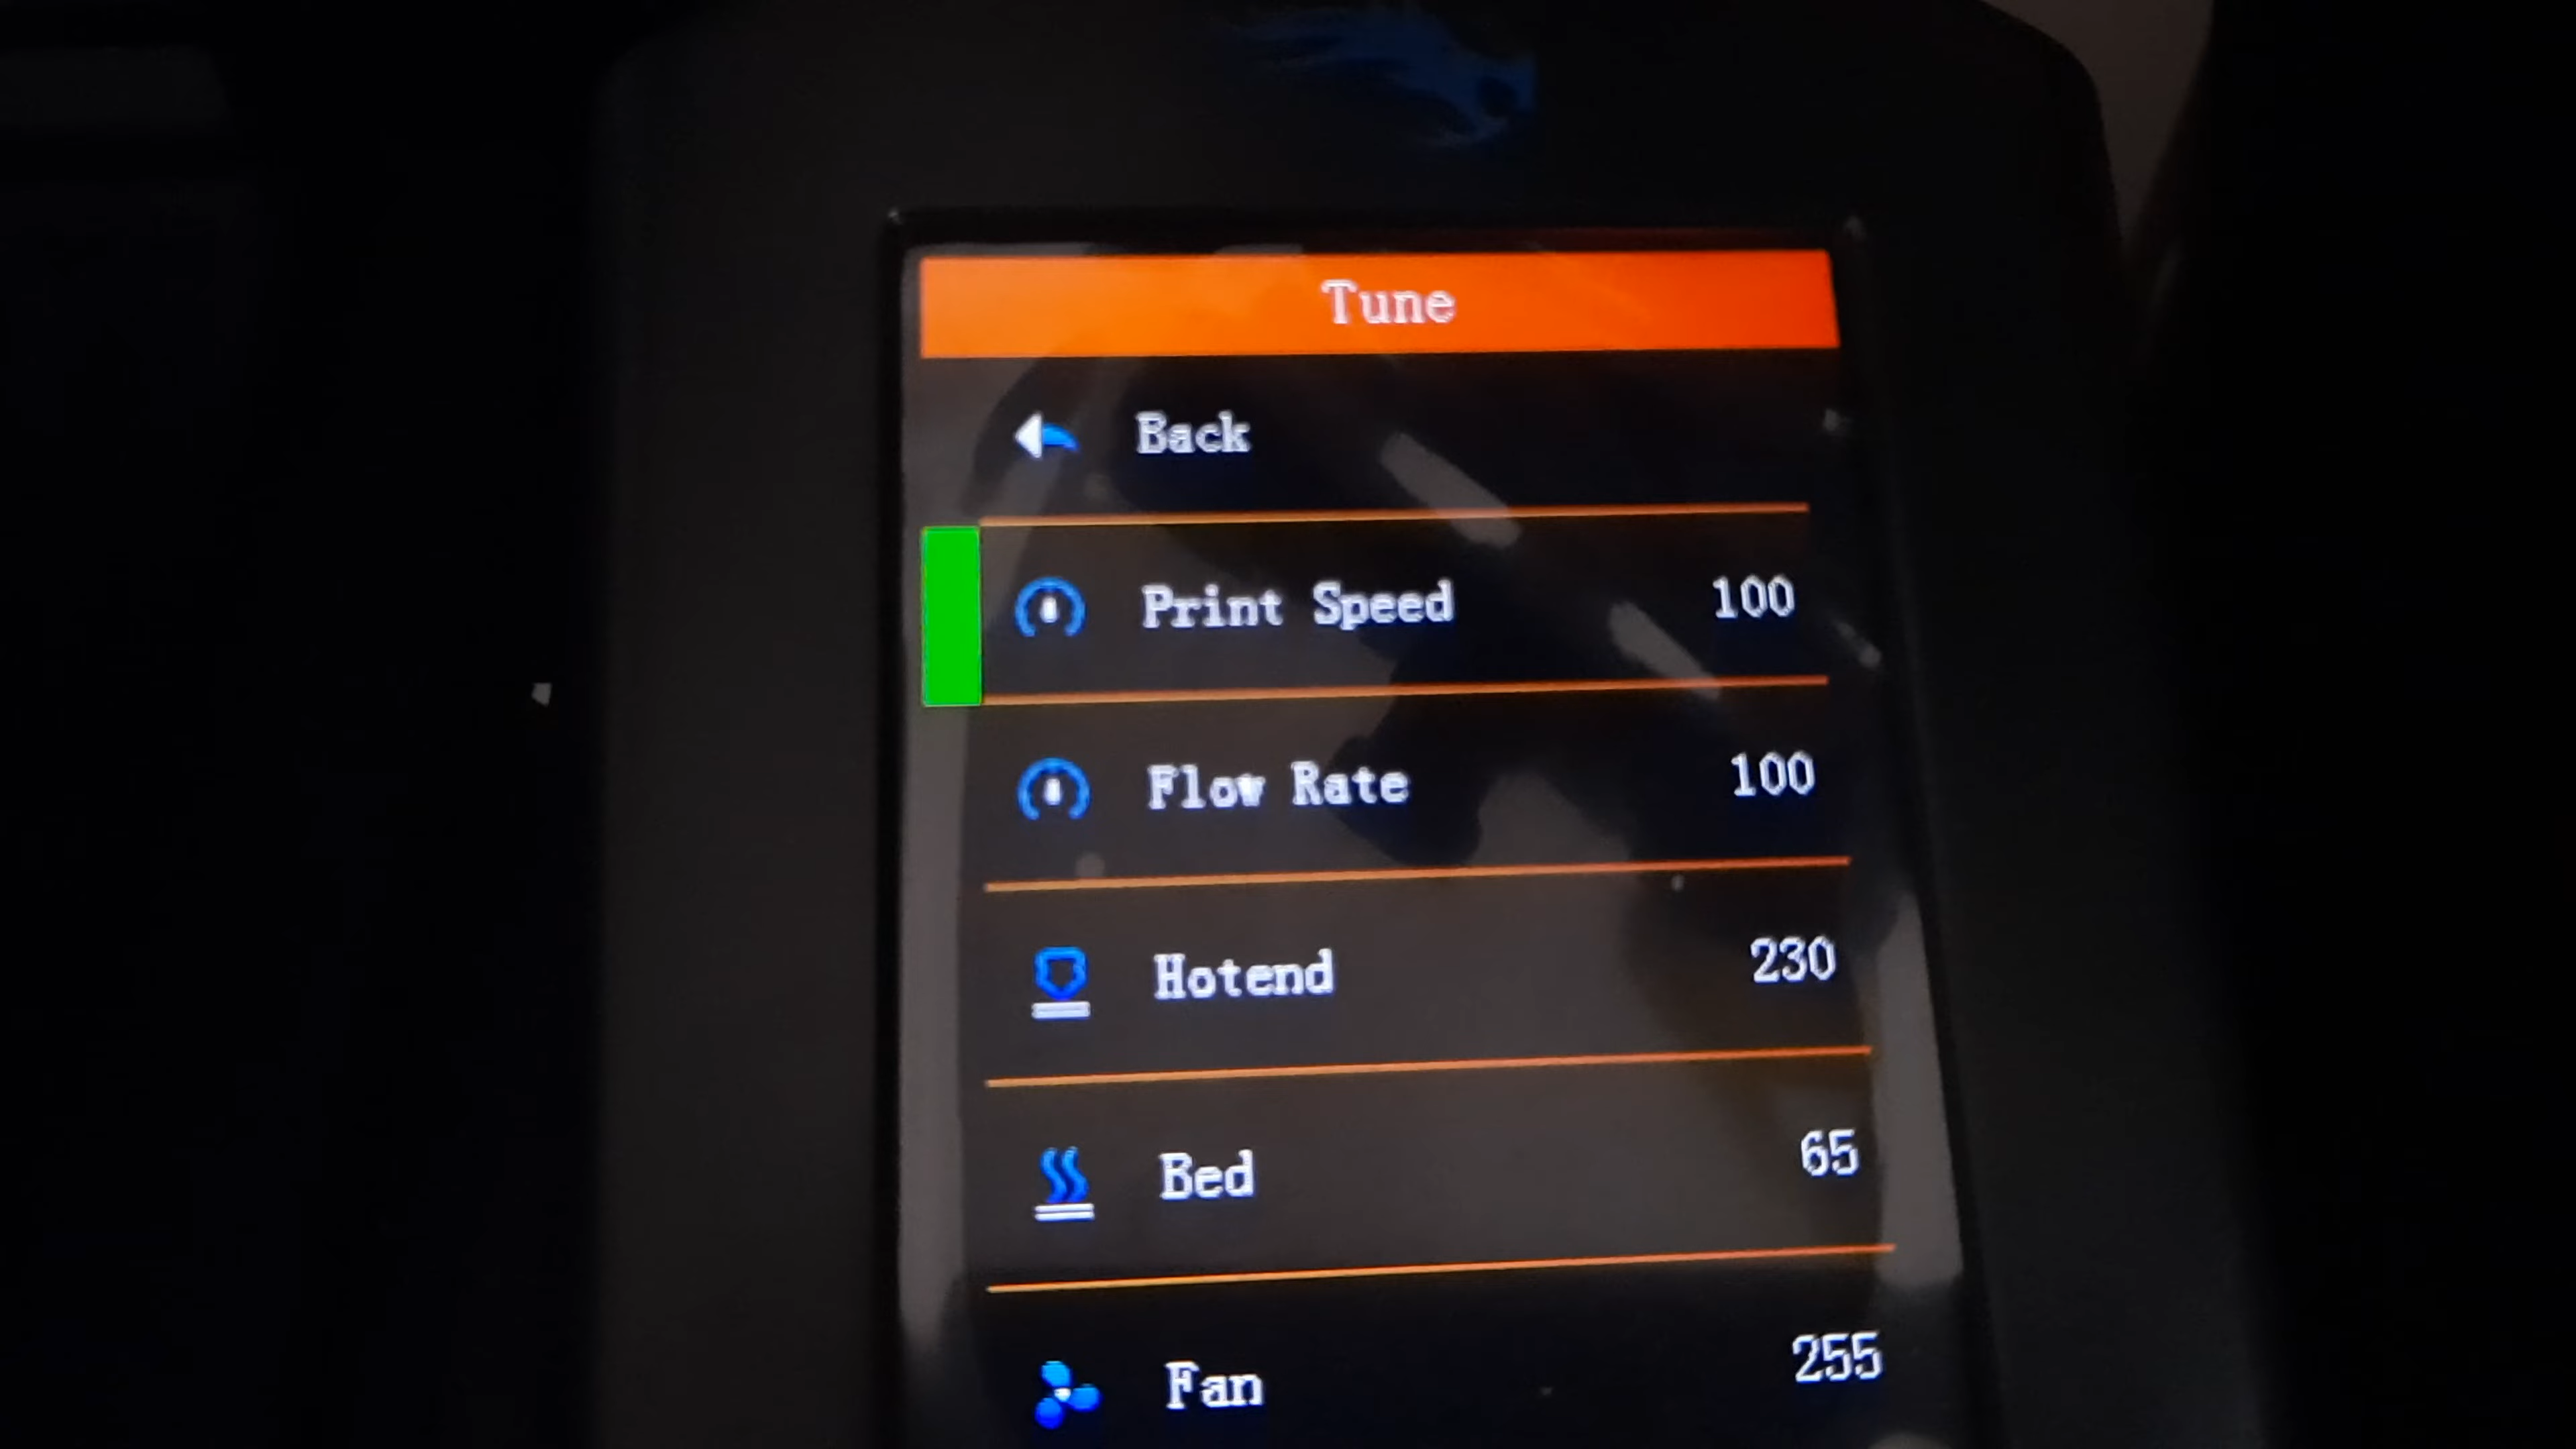 Tune
Back
Print Speed 100
Flow Rate 100
Hotend 230
Bed 65
Fan 255